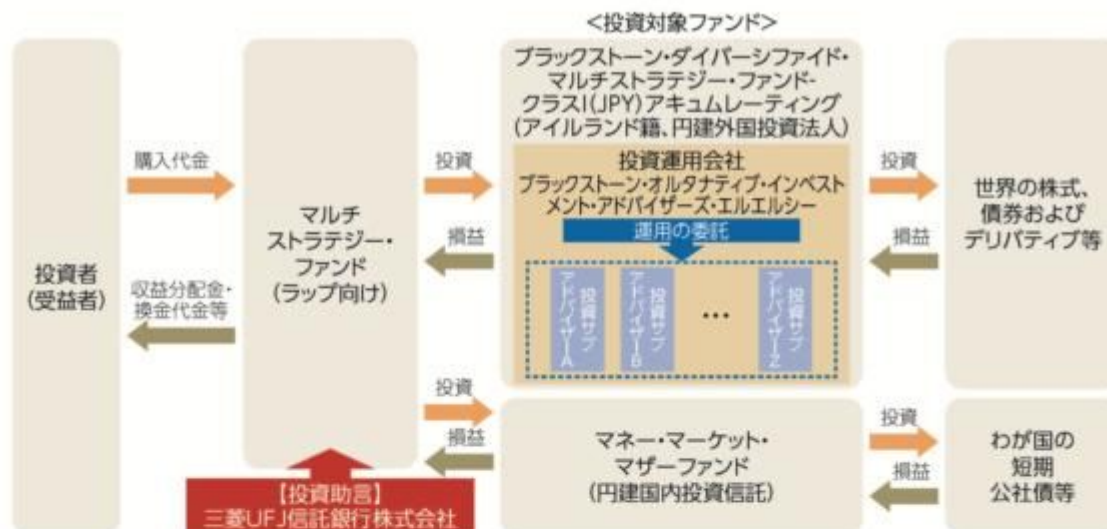 <投資対象ファンド>
ブラックストーン・ダイバーシファイド・
マルチストラテジー・ファンド-
クラスI(JPY)アキュムレーティング
(アイルランド籍、円建外国投資法人)
投資運用会社
ブラックストーン・オルタナティブ・インベスト
メント・アドバイザーズ・エルエルシー
運用の委託
投資サブ
アドバイザーA
投資サブ
アドバイザーB
…
投資サブ
アドバイザーZ
投資者
(受益者)
購入代金
収益分配金・
換金代金等
マルチ
ストラテジー・
ファンド
(ラップ向け)
投資
損益
投資
損益
世界の株式、
債券および
デリバティブ等
投資
損益
マネー・マーケット・
マザーファンド
(円建国内投資信託)
投資
損益
わが国の
短期
公社債等
【投資助言】
三菱UFJ信託銀行株式会社